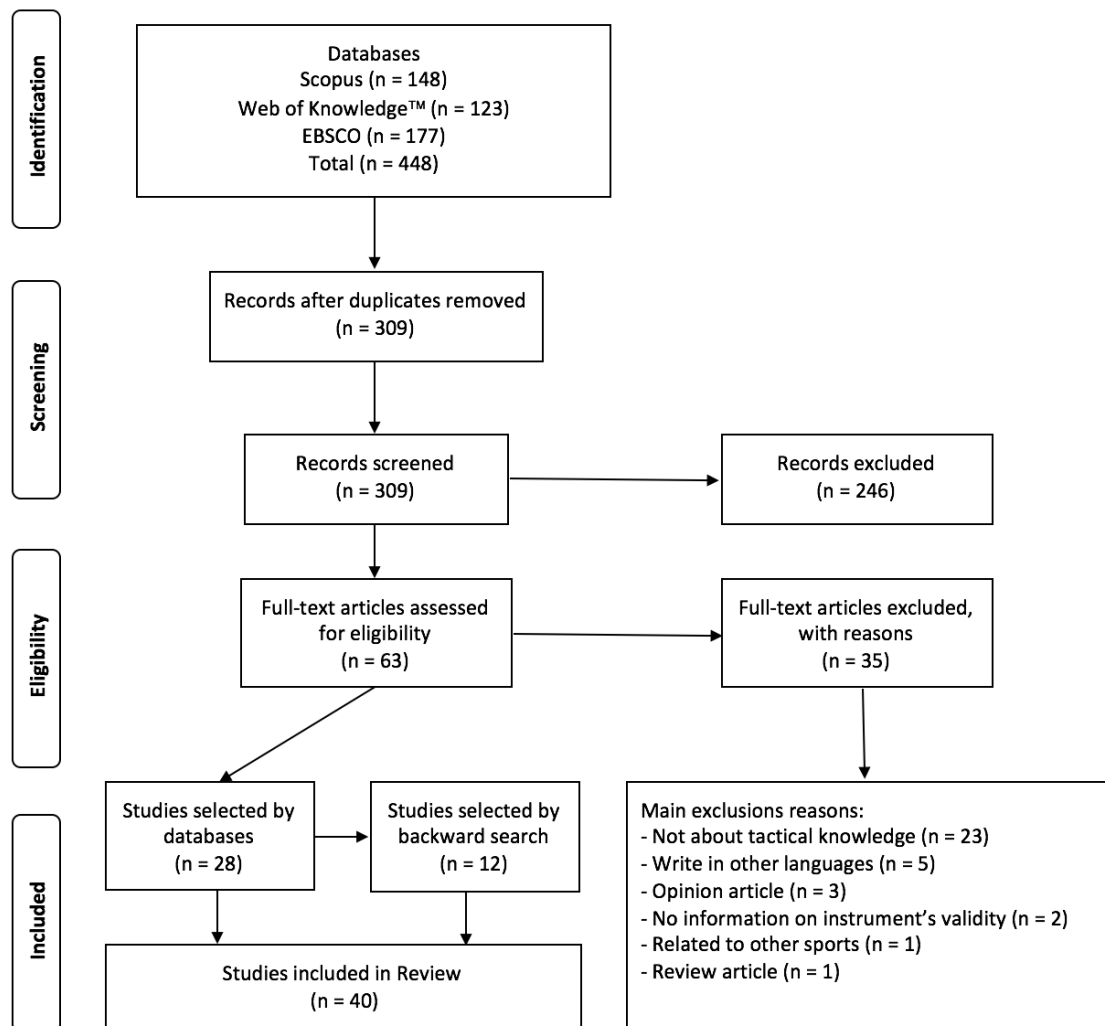 Identification
Databases
Scopus (n = 148)
Web of Knowledge™ (n = 123)
EBSCO (n = 177)
Total (n = 448)
Screening
Records after duplicates removed
(n = 309)
Records screened
(n = 309)
Records excluded
(n = 246)
Eligibility
Full-text articles assessed
for eligibility
(n = 63)
Full-text articles excluded,
with reasons
(n = 35)
Included
Studies selected by
databases
(n = 28)
Studies selected by
backward search
(n = 12)
Main exclusions reasons:
- Not about tactical knowledge (n = 23)
- Write in other languages (n = 5)
- Opinion article (n = 3)
- No information on instrument’s validity (n = 2)
- Related to other sports (n = 1)
- Review article (n = 1)
Studies included in Review
(n = 40)